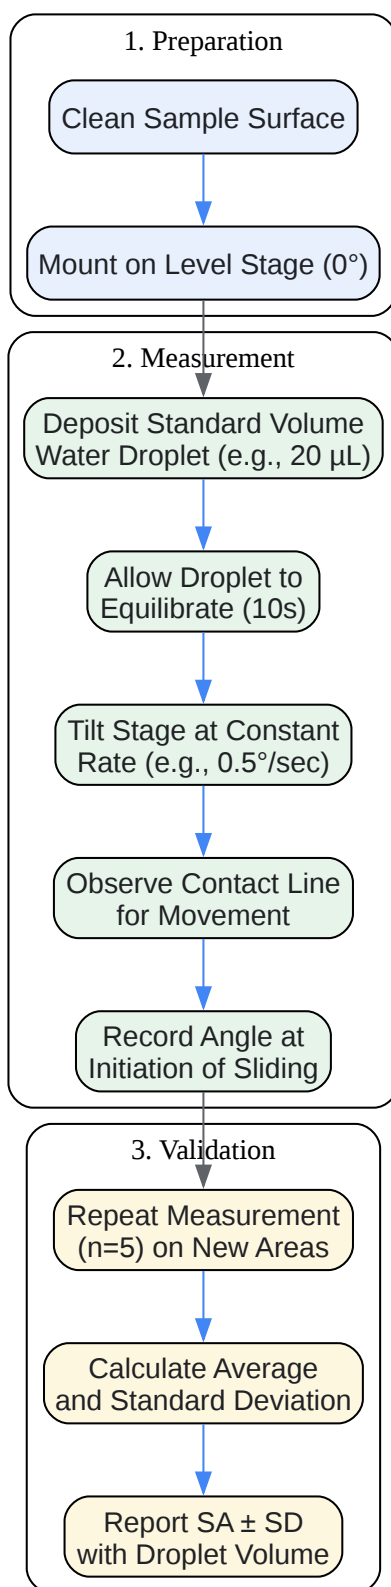 1. Preparation
Clean Sample Surface
Mount on Level Stage (0°)
2. Measurement
Deposit Standard Volume
Water Droplet (e.g., 20 µL)
Allow Droplet to
Equilibrate (10s)
Tilt Stage at Constant
Rate (e.g., 0.5°/sec)
Observe Contact Line
for Movement
Record Angle at
Initiation of Sliding
3. Validation
Repeat Measurement
(n=5) on New Areas
Calculate Average
and Standard Deviation
Report SA ± SD
with Droplet Volume